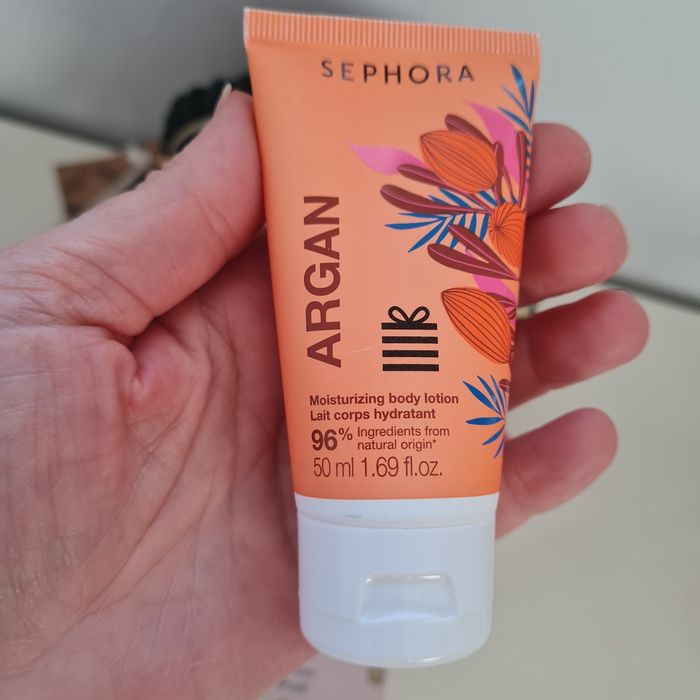 SEPHORA
ARGAN
Moisturizing body lotion
Lait corps hydratant
96% Ingredients from
natural origin*
50 ml 1.69 fl.oz.